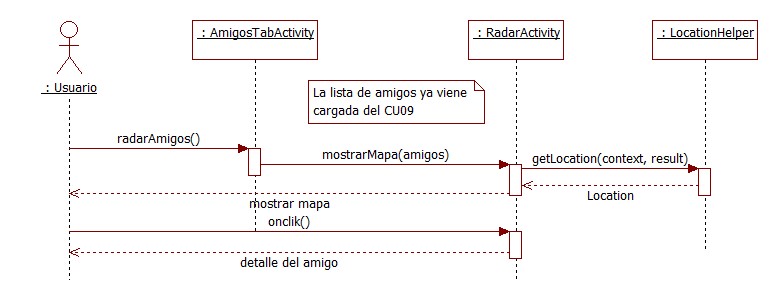 : AmigosTabActivity
: RadarActivity
: LocationHelper
: Usuario
La lista de amigos ya viene
cargada del CU09
radarAmigos()
mostrarMapa(amigos)
getLocation(context, result)
Location
mostrar mapa
onclik()
detalle del amigo